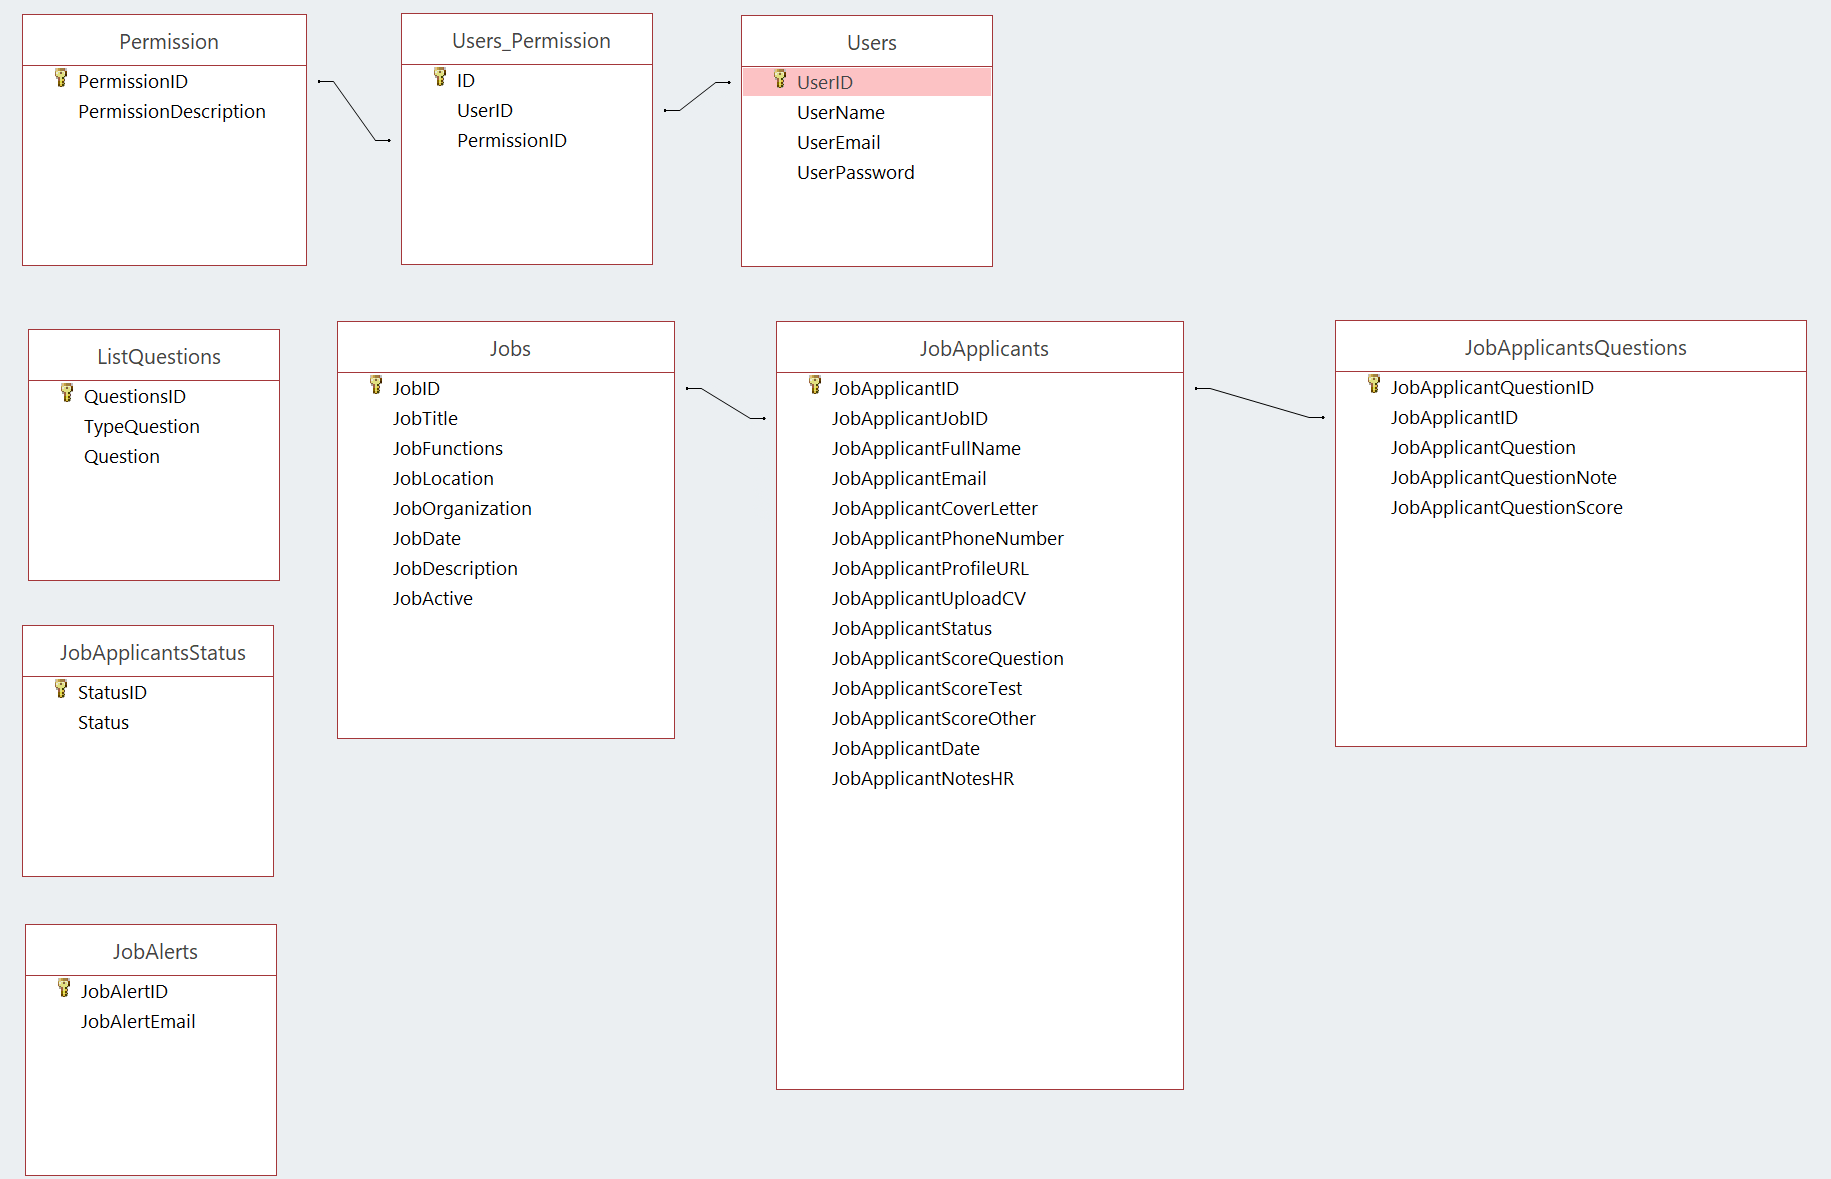 Permission
PermissionID
PermissionDescription
Users_Permission
ID
UserID
PermissionID
Users
UserID
UserName
UserEmail
UserPassword
ListQuestions
QuestionsID
TypeQuestion
Question
Jobs
JobID
JobTitle
JobFunctions
JobLocation
JobOrganization
JobDate
JobDescription
JobActive
JobApplicants
JobApplicantID
JobApplicantJobID
JobApplicantFullName
JobApplicantEmail
JobApplicantCoverLetter
JobApplicantPhoneNumber
JobApplicantProfileURL
JobApplicantUploadCV
JobApplicantStatus
JobApplicantScoreQuestion
JobApplicantScoreTest
JobApplicantScoreOther
JobApplicantDate
JobApplicantNotesHR
JobApplicantsQuestions
JobApplicantQuestionID
JobApplicantID
JobApplicantQuestion
JobApplicantQuestionNote
JobApplicantQuestionScore
JobApplicantsStatus
StatusID
Status
JobAlerts
JobAlertID
JobAlertEmail